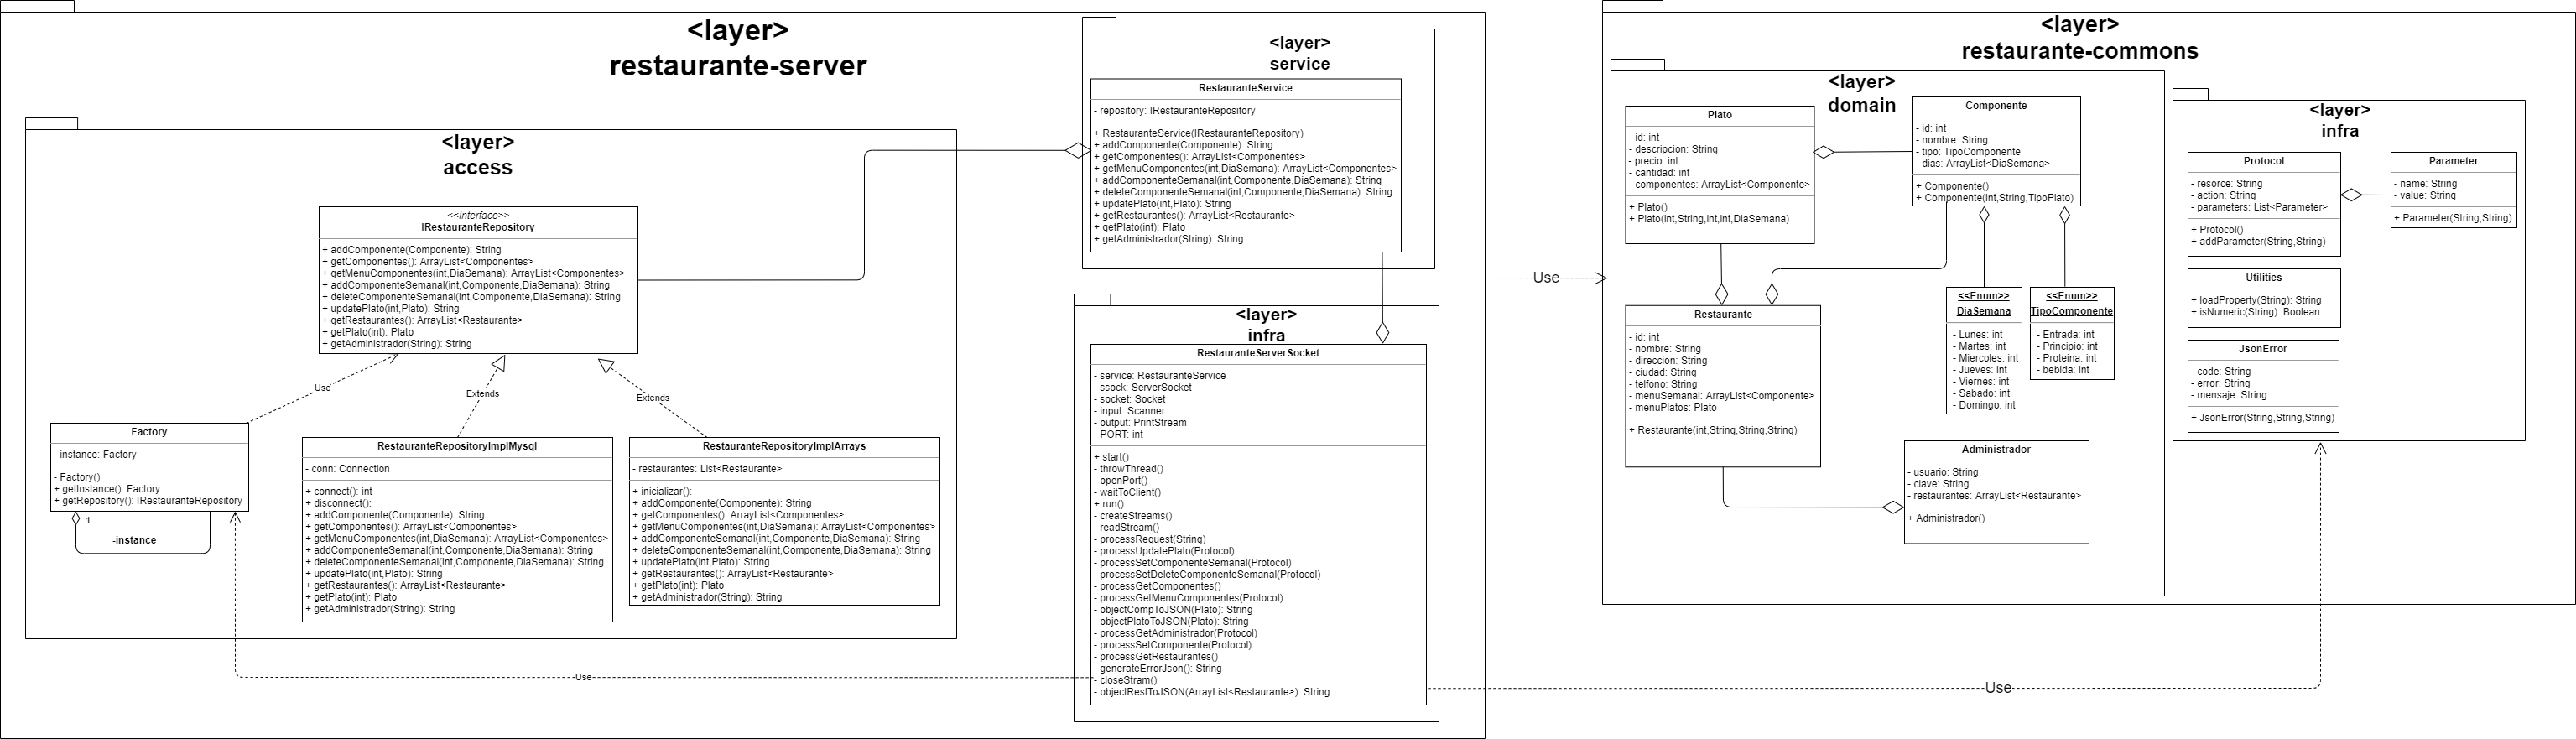 <layer>
restaurante-server
<layer>
access
<<Interface>>
IRestauranteRepository
+ addComponente(Componente): String
+ getComponentes(): ArrayList<Componentes>
+ getMenuComponentes(int,DiaSemana): ArrayList<Componentes>
+ addComponenteSemanal(int,Componente,DiaSemana): String
+ deleteComponenteSemanal(int,Componente,DiaSemana): String
+ updatePlato(int,Plato): String
+ getRestaurantes(): ArrayList<Restaurante>
+ getPlato(int): Plato
+ getAdministrador(String): String
Use
Extends
Extends
Factory
- instance: Factory
- Factory()
+ getInstance(): Factory
+ getRepository(): IRestauranteRepository
1
-instance
RestauranteRepositoryImplMysql
- conn: Connection
+ connect(): int
+ disconnect():
+ addComponente(Componente): String
+ getComponentes(): ArrayList<Componentes>
+ getMenuComponentes(int,DiaSemana): ArrayList<Componentes>
+ addComponenteSemanal(int,Componente,DiaSemana): String
+ deleteComponenteSemanal(int,Componente,DiaSemana): String
+ updatePlato(int,Plato): String
+ getRestaurantes(): ArrayList<Restaurante>
+ getPlato(int): Plato
+ getAdministrador(String): String
RestauranteRepositoryImplArrays
- restaurantes: List<Restaurante>
+ inicializar():
+ addComponente(Componente): String
+ getComponentes(): ArrayList<Componentes>
+ getMenuComponentes(int,DiaSemana): ArrayList<Componentes>
+ addComponenteSemanal(int,Componente,DiaSemana): String
+ deleteComponenteSemanal(int,Componente,DiaSemana): String
+ updatePlato(int,Plato): String
+ getRestaurantes(): ArrayList<Restaurante>
+ getPlato(int): Plato
+ getAdministrador(String): String
Use
<layer>
service
RestauranteService
- repository: IRestauranteRepository
+ RestauranteService(IRestauranteRepository)
+ addComponente(Componente): String
+ getComponentes(): ArrayList<Componentes>
+ getMenuComponentes(int,DiaSemana): ArrayList<Componentes>
+ addComponenteSemanal(int,Componente,DiaSemana): String
+ deleteComponenteSemanal(int,Componente,DiaSemana): String
+ updatePlato(int,Plato): String
+ getRestaurantes(): ArrayList<Restaurante>
+ getPlato(int): Plato
+ getAdministrador(String): String
<layer>
infra
RestauranteServerSocket
- service: RestauranteService
- ssock: ServerSocket
- socket: Socket
- input: Scanner
- output: PrintStream
- PORT: int
+ start()
- throwThread()
- openPort()
- waitToClient()
+ run()
- createStreams()
- readStream()
- processRequest(String)
- processUpdatePlato(Protocol)
- processSetComponenteSemanal(Protocol)
- processSetDeleteComponenteSemanal(Protocol)
- processGetComponentes()
- processGetMenuComponentes(Protocol)
- objectCompToJSON(Plato): String
- objectPlatoToJSON(Plato): String
- processGetAdministrador(Protocol)
- processSetComponente(Protocol)
- processGetRestaurantes()
- generateErrorJson(): String
- closeStram()
- objectRestToJSON(ArrayList<Restaurante>): String
Use
Use
<layer>
restaurante-commons
<layer>
domain
Plato
- id: int
- descripcion: String
- precio: int
- cantidad: int
- componentes: ArrayList<Componente>
+ Plato()
+ Plato(int,String,int,int,DiaSemana)
Componente
- id: int
- nombre: String
- tipo: TipoComponente
- dias: ArrayList<DiaSemana>
+ Componente()
+ Componente(int,String,TipoPlato)
Restaurante
- id: int
- nombre: String
- direccion: String
- ciudad: String
- telfono: String
- menuSemanal: ArrayList<Componente>
- menuPlatos: Plato
+ Restaurante(int,String,String,String)
<<Enum>>
DiaSemana
- Lunes: int
- Martes: int
- Miercoles: int
- Jueves: int
- Viernes: int
- Sabado: int
- Domingo: int
<<Enum>>
TipoComponente
- Entrada: int
- Principio: int
- Proteina: int
- bebida: int
Administrador
- usuario: String
- clave: String
- restaurantes: ArrayList<Restaurante>
+ Administrador()
<layer>
infra
Protocol
- resorce: String
- action: String
- parameters: List<Parameter>
+ Protocol()
+ addParameter(String,String)
Parameter
- name: String
- value: String
+ Parameter(String,String)
Utilities
+ loadProperty(String): String
+ isNumeric(String): Boolean
JsonError
- code: String
- error: String
- mensaje: String
+ JsonError(String,String,String)